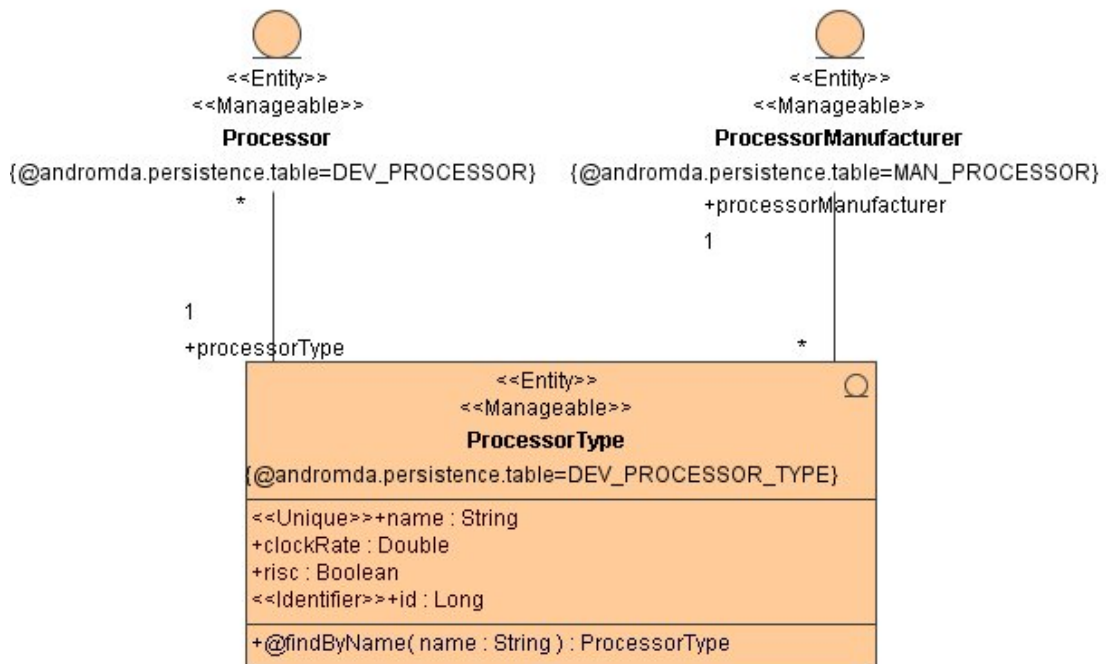 <<Entity>>
<<Manageable>>
Processor
{@andromda.persistence.table=DEV_PROCESSOR}
*
<<Entity>>
<<Manageable>>
ProcessorManufacturer
{@andromda.persistence.table=MAN_PROCESSOR}
+processorManufacturer
1
1
+processorType
*
<<Entity>>
<<Manageable>>
ProcessorType
{@andromda.persistence.table=DEV_PROCESSOR_TYPE}
<<Unique>>+name : String
+clockRate : Double
+risc : Boolean
<<Identifier>>+id : Long
+@findByName( name : String ) : ProcessorType